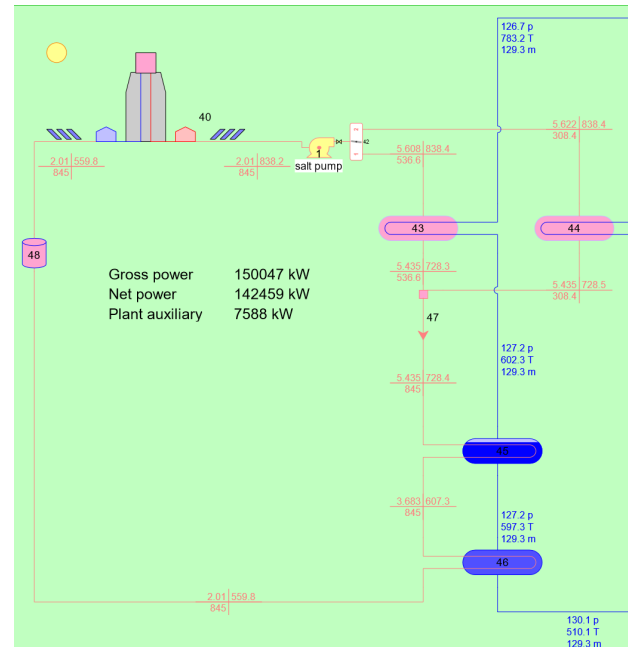 126.7 p
783.2 T
129.3 m
40
2.01 559.8
845
2.01 838.2
845
1
salt pump
42
2
1
5.608 838.4
536.6
5.622 838.4
308.4
43
44
48
Gross power 150047 kW
Net power 142459 kW
Plant auxiliary 7588 kW
5.435 728.3
536.6
5.435 728.5
308.4
47
127.2 p
602.3 T
129.3 m
5.435 728.4
845
45
3.683 607.3
845
127.2 p
597.3 T
129.3 m
46
2.01 559.8
845
130.1 p
510.1 T
129.3 m